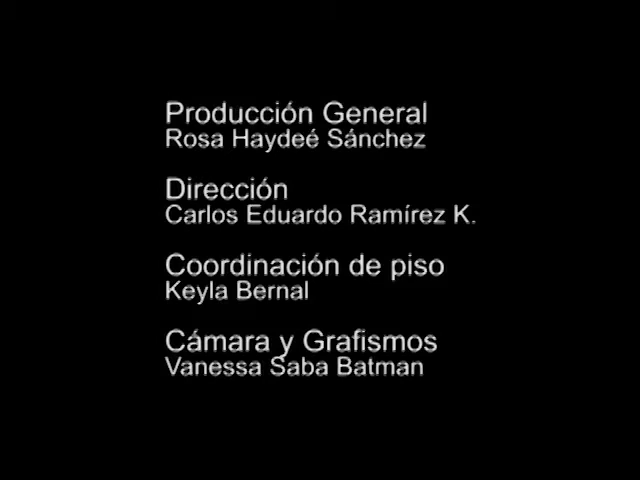 Producción General
Rosa Haydeé Sánchez
Dirección
Carlos Eduardo Ramírez K.
Coordinación de piso
Keyla Bernal
Cámara y Grafismos
Vanessa Saba Batman